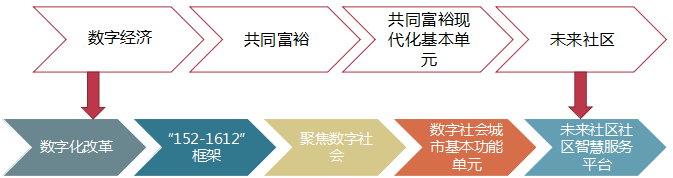 数字经济
共同富裕
共同富裕现
代化基本单
元
未来社区
数字化改革
“152-1612”
框架
聚焦数字社
会
数字社会城
市基本功能
单元
未来社区社
区智慧服务
平台